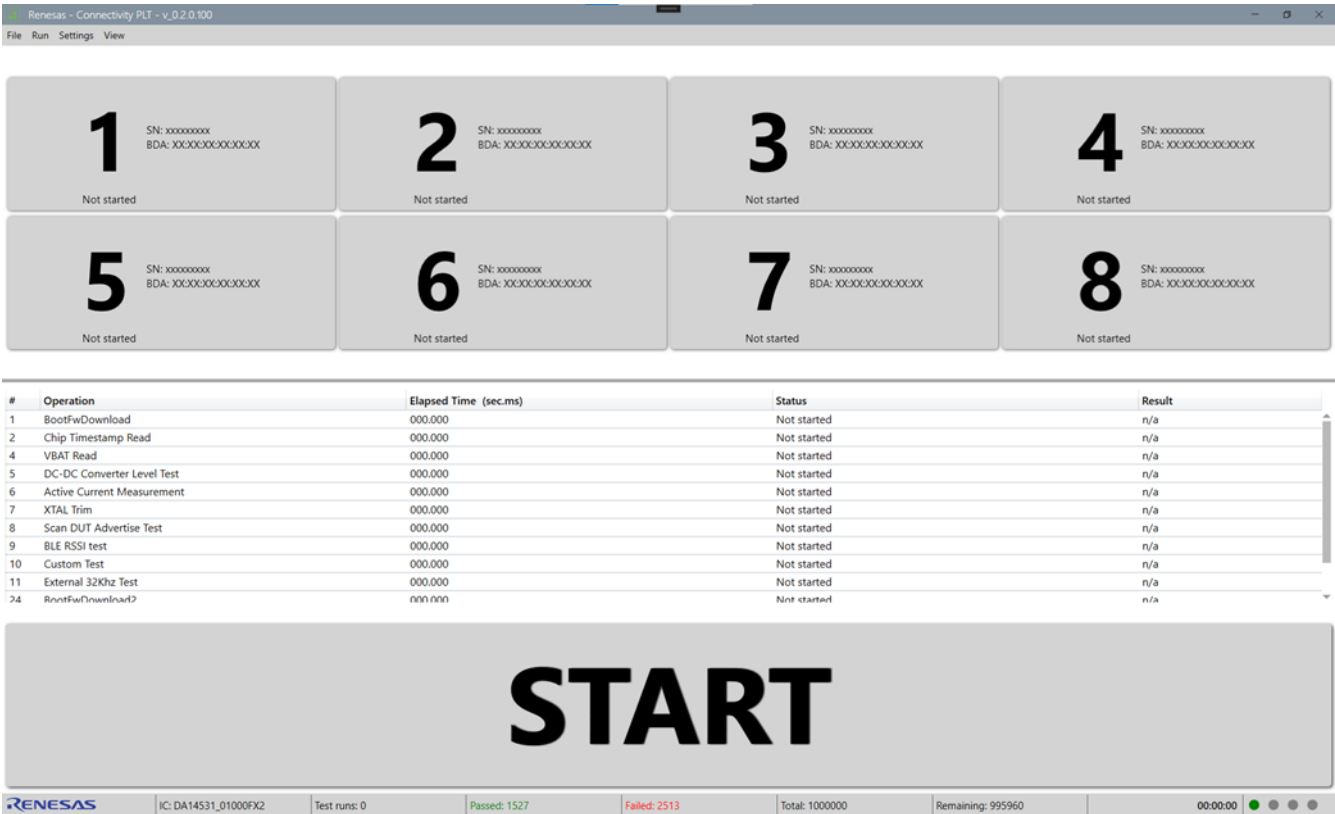 Renesas - Connectivity PLT - v_0.2.0.100
File Run Settings View
1 SN: xxxxxxxxx
BDA: XX:XX:XX:XX:XX:XX
Not started
2 SN: xxxxxxxxx
BDA: XX:XX:XX:XX:XX:XX
Not started
3 SN: xxxxxxxxx
BDA: XX:XX:XX:XX:XX:XX
Not started
4 SN: xxxxxxxxx
BDA: XX:XX:XX:XX:XX:XX
Not started
5 SN: xxxxxxxxx
BDA: XX:XX:XX:XX:XX:XX
Not started
6 SN: xxxxxxxxx
BDA: XX:XX:XX:XX:XX:XX
Not started
7 SN: xxxxxxxxx
BDA: XX:XX:XX:XX:XX:XX
Not started
8 SN: xxxxxxxxx
BDA: XX:XX:XX:XX:XX:XX
Not started
# Operation Elapsed Time (sec.ms) Status Result
1 BootFwDownload 000.000 Not started n/a
2 Chip Timestamp Read 000.000 Not started n/a
4 VBAT Read 000.000 Not started n/a
5 DC-DC Converter Level Test 000.000 Not started n/a
6 Active Current Measurement 000.000 Not started n/a
7 XTAL Trim 000.000 Not started n/a
8 Scan DUT Advertise Test 000.000 Not started n/a
9 BLE RSSI test 000.000 Not started n/a
10 Custom Test 000.000 Not started n/a
11 External 32Khz Test 000.000 Not started n/a
24 BootFwDownload2 000.000 Not started n/a
START
RENESAS IC: DA14531_01000FX2 Test runs: 0 Passed: 1527 Failed: 2513 Total: 1000000 Remaining: 995960 00:00:00